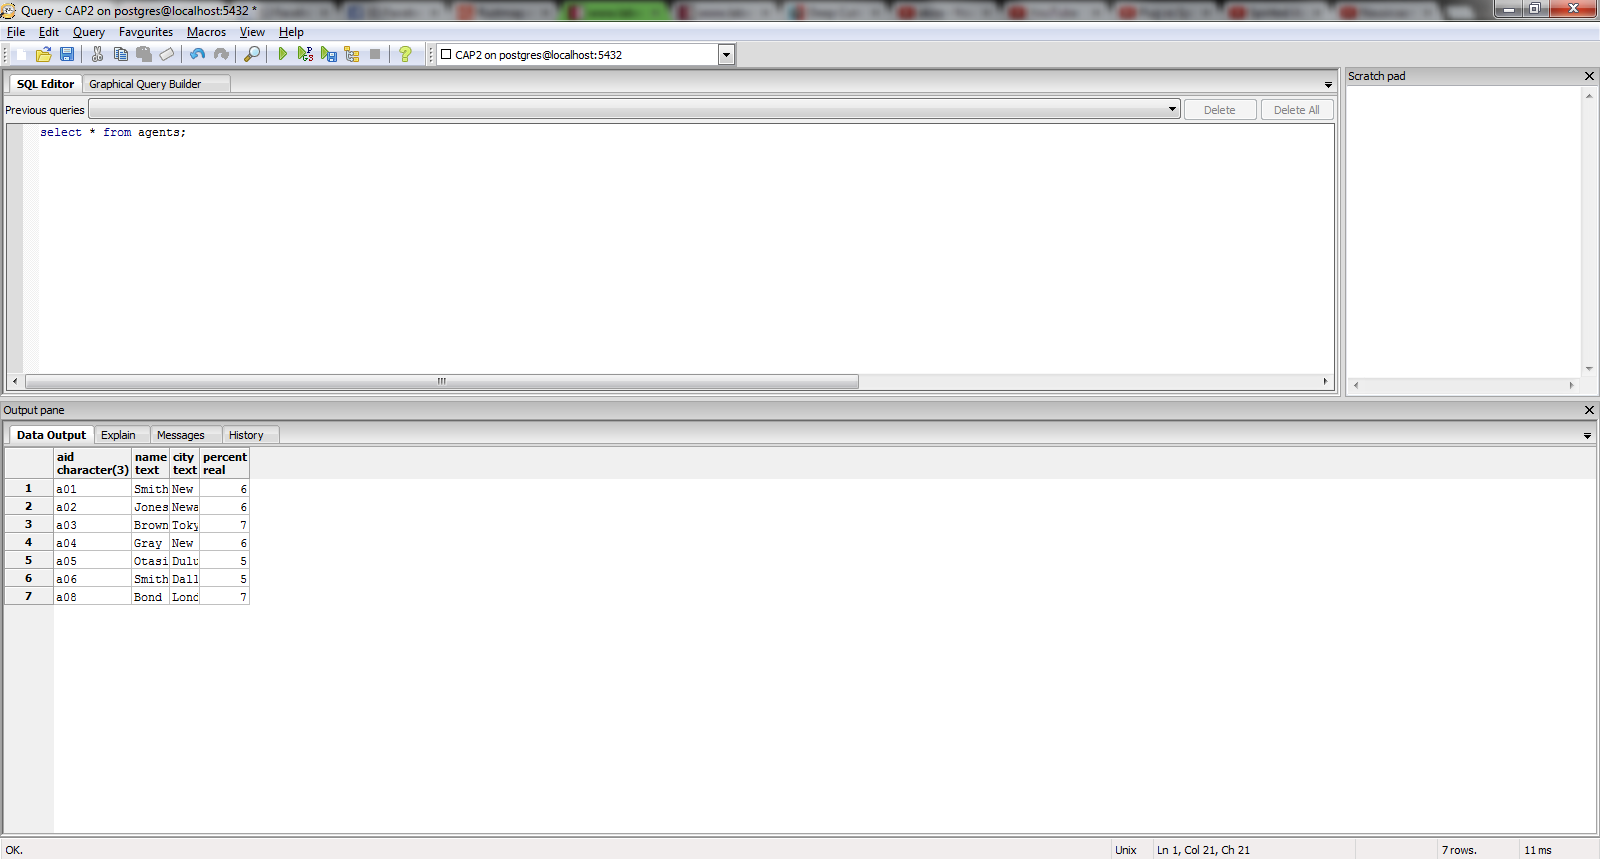 Query - CAP2 on postgres@localhost:5432 *
File Edit Query Favourites Macros View Help
CAP2 on postgres@localhost:5432
SQL Editor Graphical Query Builder
Scratch pad
Previous queries Delete Delete All
select * from agents;
Output pane
Data Output Explain Messages History
aid name city percent
character(3) text text real
1 a01 Smith New 6
2 a02 Jones Newa 6
3 a03 Brown Toky 7
4 a04 Gray New 6
5 a05 Otasi Dulu 5
6 a06 Smith Dall 5
7 a08 Bond Lond 7
OK. Unix Ln 1, Col 21, Ch 21 7 rows. 11 ms